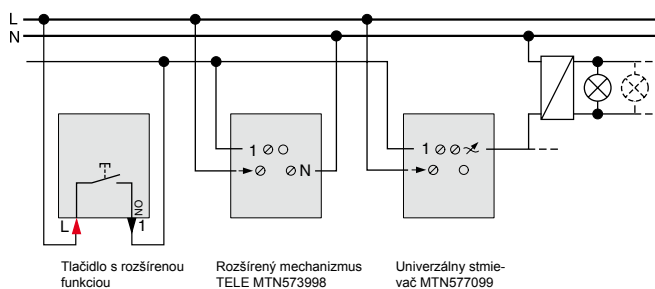 L
N
1
N
1
NO
L
1
Tlačidlo s rozšírenou
funkciou
Rozšírený mechanizmus
TELE MTN573998
Univerzálny stmie-
vač MTN577099